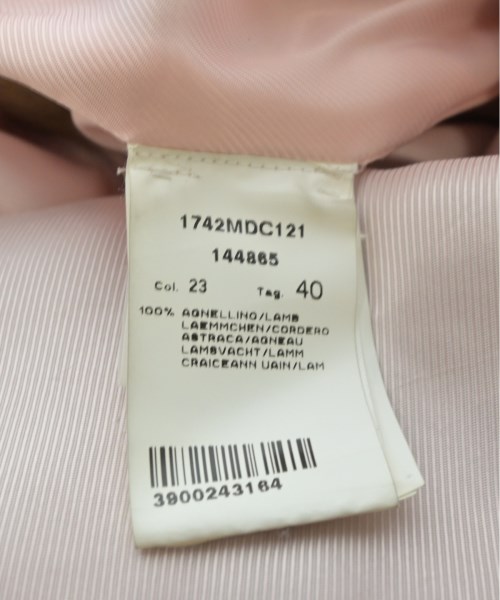 1742MDC121
144865
Col. 23 Tag. 40
100% AGNELLINO/LAMB
LAEMMCHEN/CORDERO
ASTRACA/AGNEAU
LAMSVACHT/LAMM
CRAICEANN UAIN/LAM
3900243164